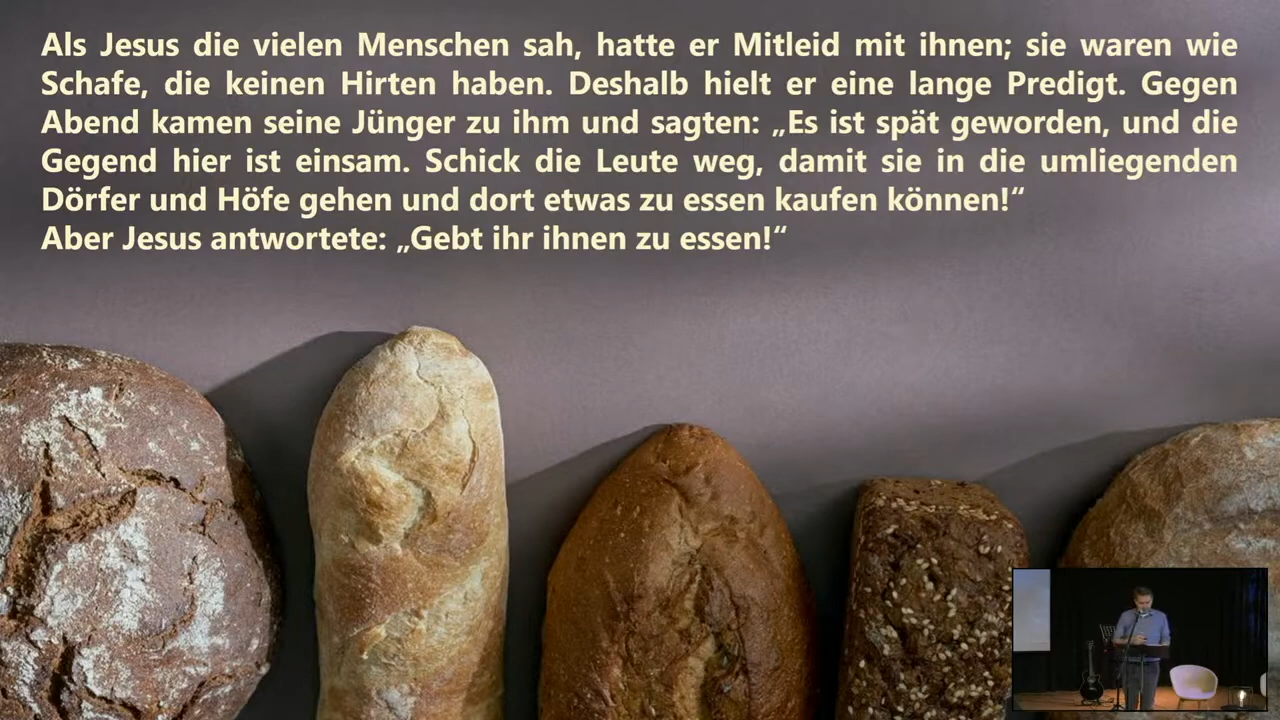 Als Jesus die vielen Menschen sah, hatte er Mitleid mit ihnen; sie waren wie
Schafe, die keinen Hirten haben. Deshalb hielt er eine lange Predigt. Gegen
Abend kamen seine Jünger zu ihm und sagten: „Es ist spät geworden, und die
Gegend hier ist einsam. Schick die Leute weg, damit sie in die umliegenden
Dörfer und Höfe gehen und dort etwas zu essen kaufen können!“
Aber Jesus antwortete: „Gebt ihr ihnen zu essen!“